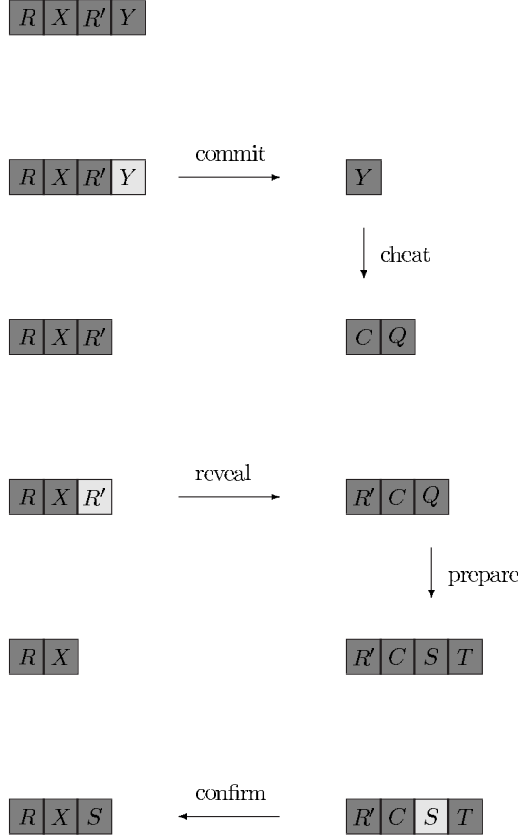 R X R′ Y
commit
R X R′ Y Y
cheat
R X R′ C Q
reveal
R X R′ R′ C Q
prepare
R X R′ C S T
confirm
R X S R′ C S T